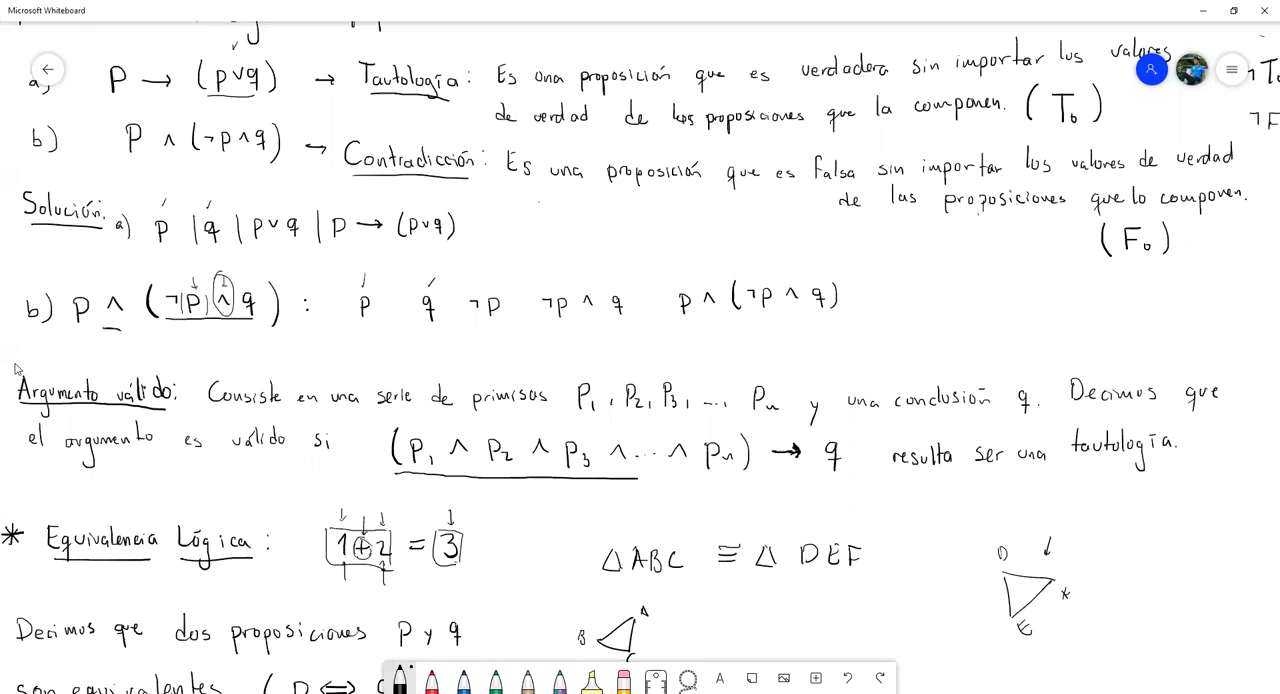 Microsoft Whiteboard
a) P → (p∨q) → Tautología: Es una proposición que es verdadera sin importar los valores
de verdad de las proposiciones que la componen. (T₀)
b) P ∧ (¬p∧q) → Contradicción: Es una proposición que es Falsa sin importar los valores de verdad
de las proposiciones que lo componen.
(F₀)
Solución: a) p | q | p∨q | p → (p∨q)
b) p ∧ (¬p ∧ q) : p q ¬p ¬p ∧ q p ∧ (¬p ∧ q)
Argumento válido: Consiste en una serie de primisas P₁, P₂, P₃, ... Pₙ y una conclusión q. Decimos que
el argumento es válido si (P₁ ∧ P₂ ∧ P₃ ∧ ... ∧ Pₙ) → q resulta ser una tautología.
* Equivalencia Lógica: 1+2 = 3 △ABC ≅ △ DEF
D
E
A
B
C
Decimos que dos proposiciones p y q
son equivalentes (p ⇔